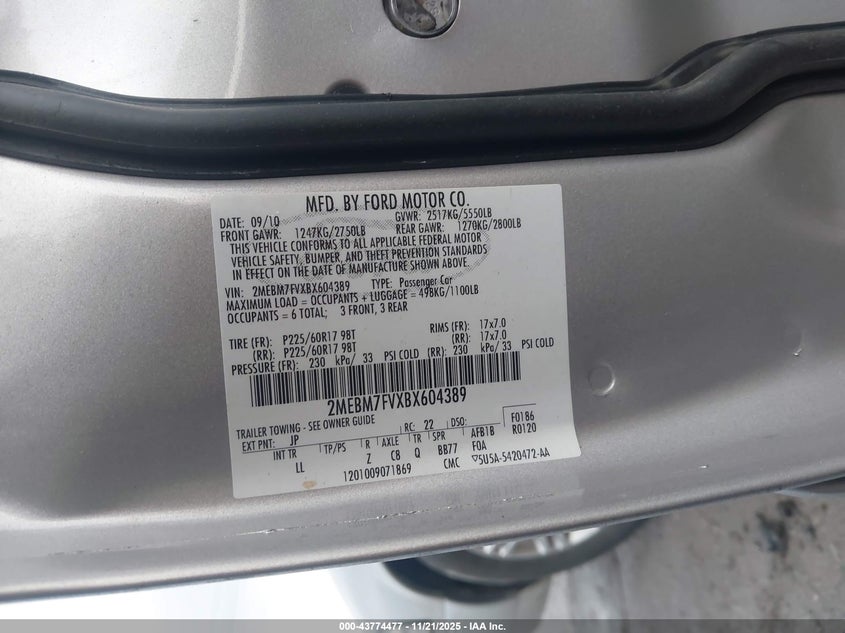 MFD. BY FORD MOTOR CO.
DATE: 09/10 GVWR: 2517KG/5550LB
FRONT GAWR: 1247KG/2750LB REAR GAWR: 1270KG/2800LB
THIS VEHICLE CONFORMS TO ALL APPLICABLE FEDERAL MOTOR
VEHICLE SAFETY, BUMPER, AND THEFT PREVENTION STANDARDS
IN EFFECT ON THE DATE OF MANUFACTURE SHOWN ABOVE.
VIN: 2MEBM7FVXBX604389 TYPE: Passenger Car
MAXIMUM LOAD = OCCUPANTS + LUGGAGE = 498KG/1100LB
OCCUPANTS = 6 TOTAL; 3 FRONT, 3 REAR
TIRE (FR): P225/60R17 98T RIMS (FR): 17x7.0
(RR): P225/60R17 98T (RR): 17x7.0
PRESSURE (FR): 230 kPa/ 33 PSI COLD (RR): 230 kPa/ 33 PSI COLD
2MEBM7FVXBX604389
TRAILER TOWING - SEE OWNER GUIDE
EXT PNT: JP RC: 22 DSO: F0186
INT TR TP/PS R AXLE TR SPR AFB1B R0120
LL Z C8 Q BB77 F0A
1201009071869 CMC ▽5U5A-5420472-AA
000-43774477 - 11/21/2025 - IAA Inc.